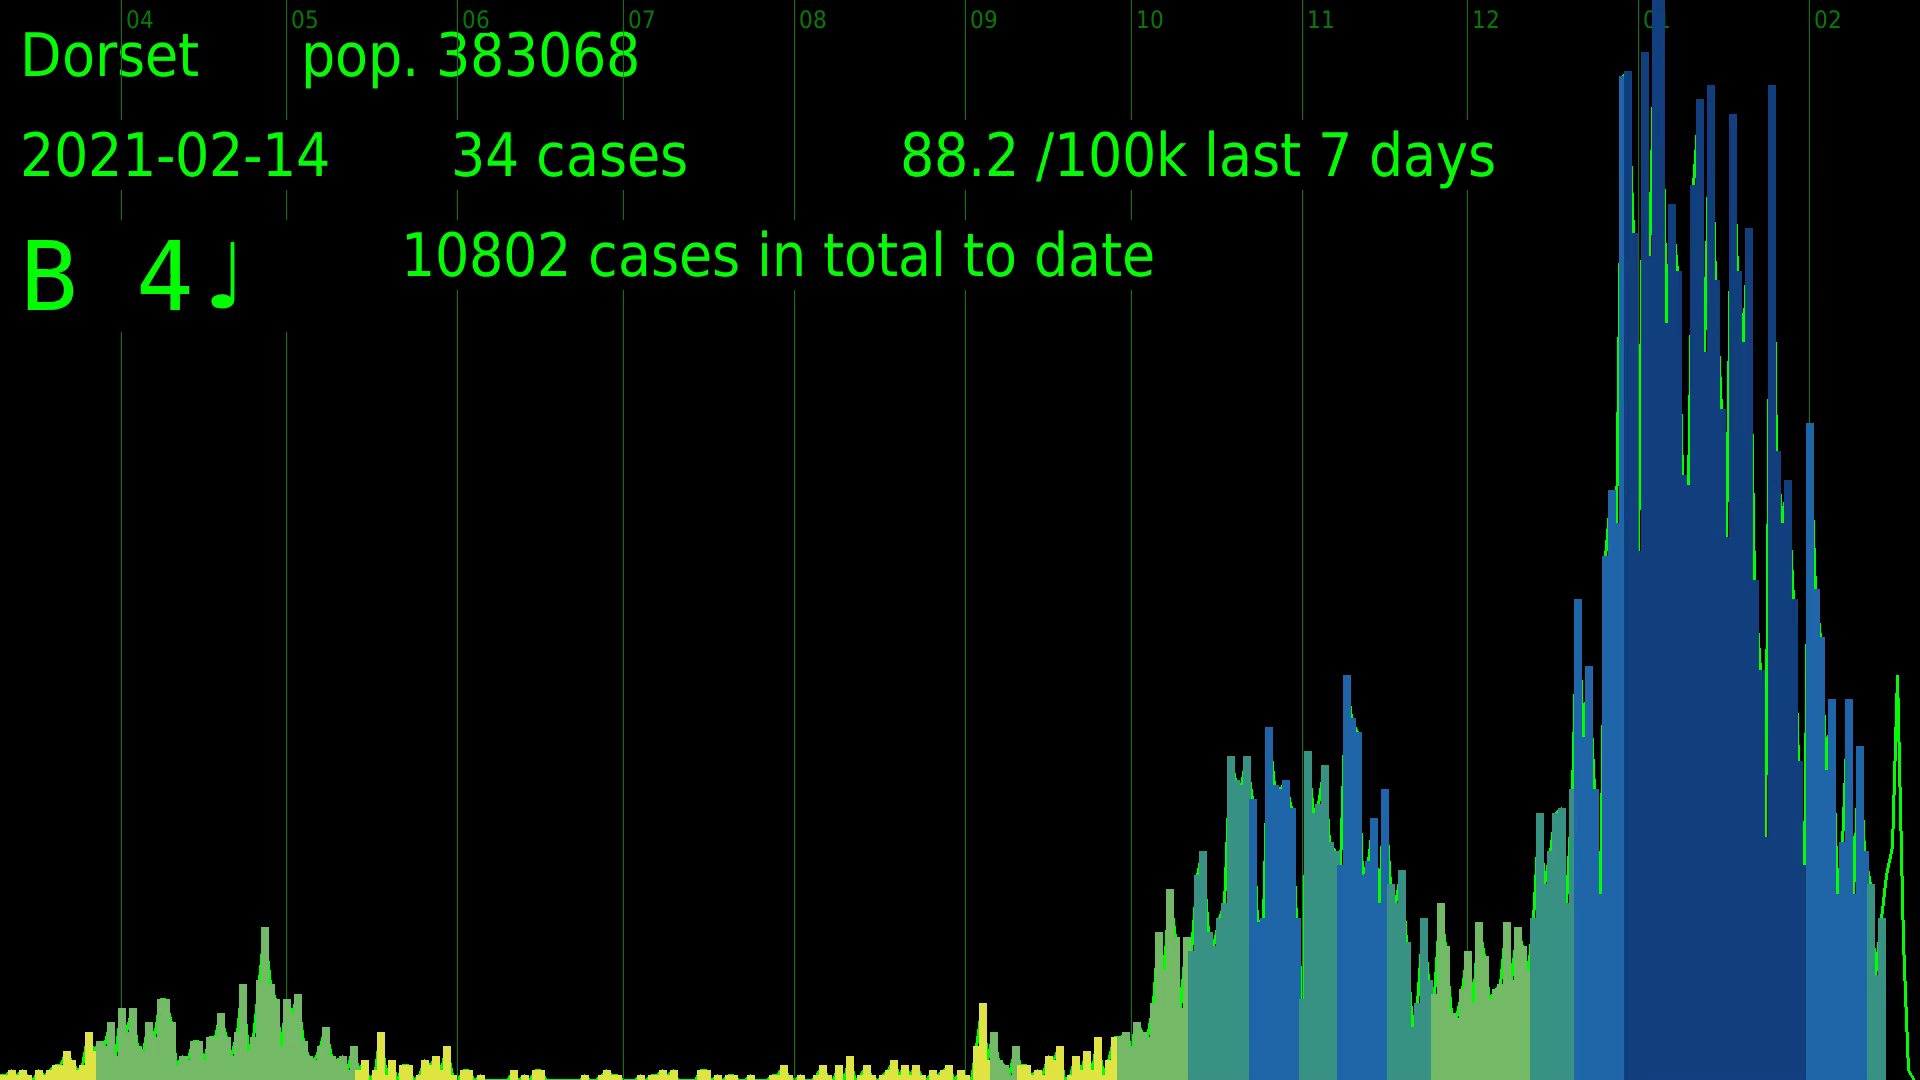 04 05 06 07 08 09 10 11 12 01 02
Dorset pop. 383068
2021-02-14 34 cases 88.2 /100k last 7 days
B 4♩ 10802 cases in total to date